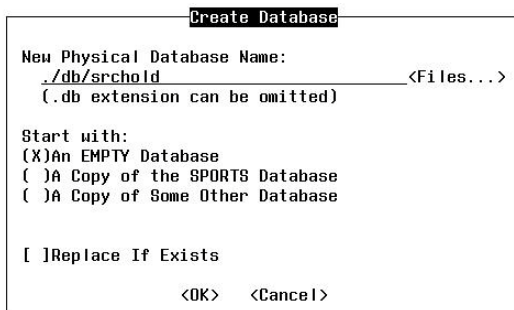 Create Database
New Physical Database Name:
./db/srchold <Files...>
(.db extension can be omitted)
Start with:
(X)An EMPTY Database
( )A Copy of the SPORTS Database
( )A Copy of Some Other Database
[ ]Replace If Exists
<OK> <Cancel>